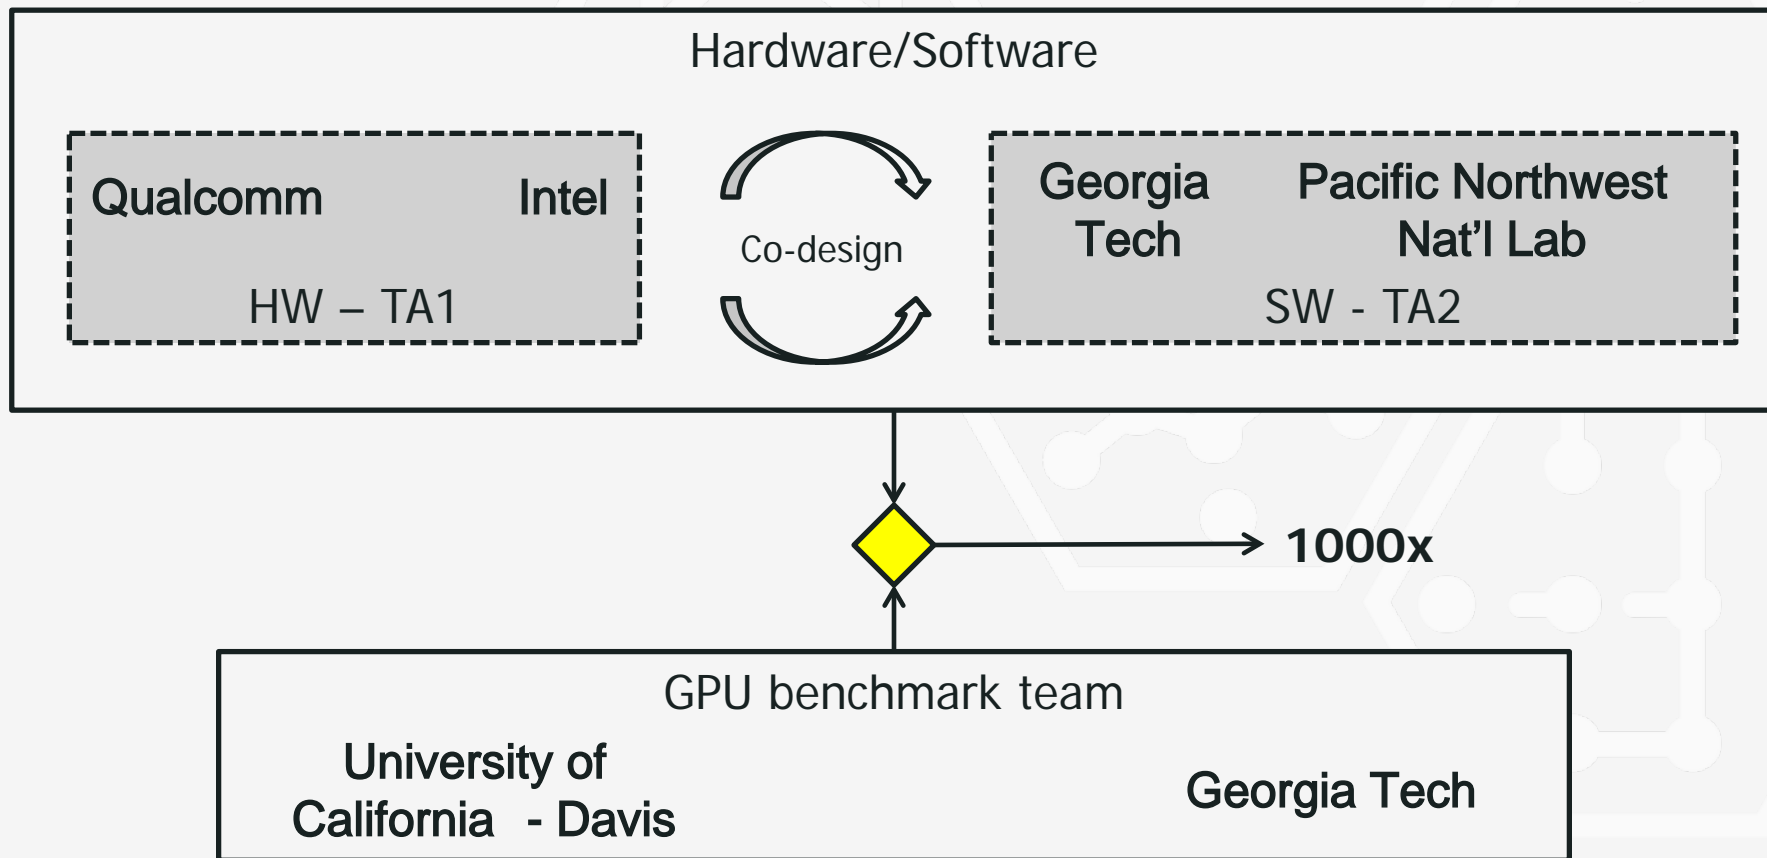 Hardware/Software
Qualcomm Intel
HW – TA1
Co-design
Georgia Tech
Pacific Northwest
Nat'l Lab
SW - TA2
1000x
GPU benchmark team
University of
California - Davis
Georgia Tech